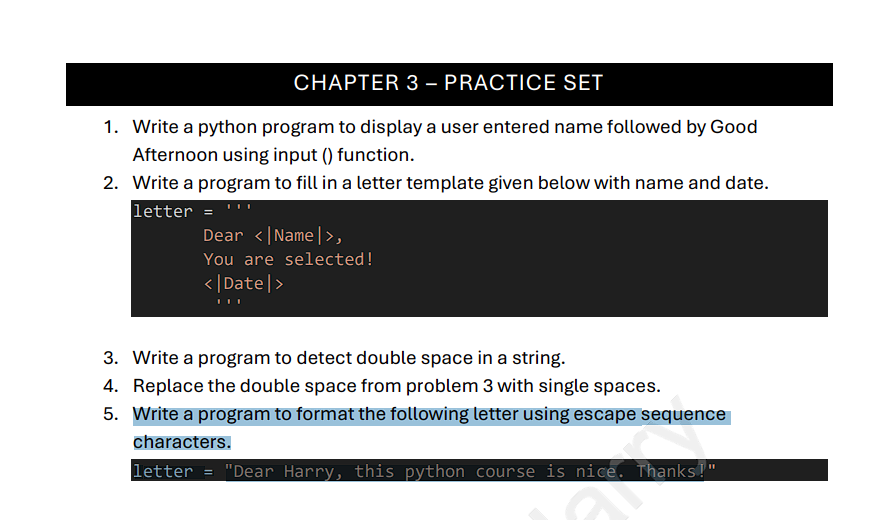 CHAPTER 3 – PRACTICE SET
1. Write a python program to display a user entered name followed by Good
Afternoon using input () function.
2. Write a program to fill in a letter template given below with name and date.
letter = '''
Dear <|Name|>,
You are selected!
<|Date|>
'''
3. Write a program to detect double space in a string.
4. Replace the double space from problem 3 with single spaces.
5. Write a program to format the following letter using escape sequence
characters.
letter = "Dear Harry, this python course is nice. Thanks!"